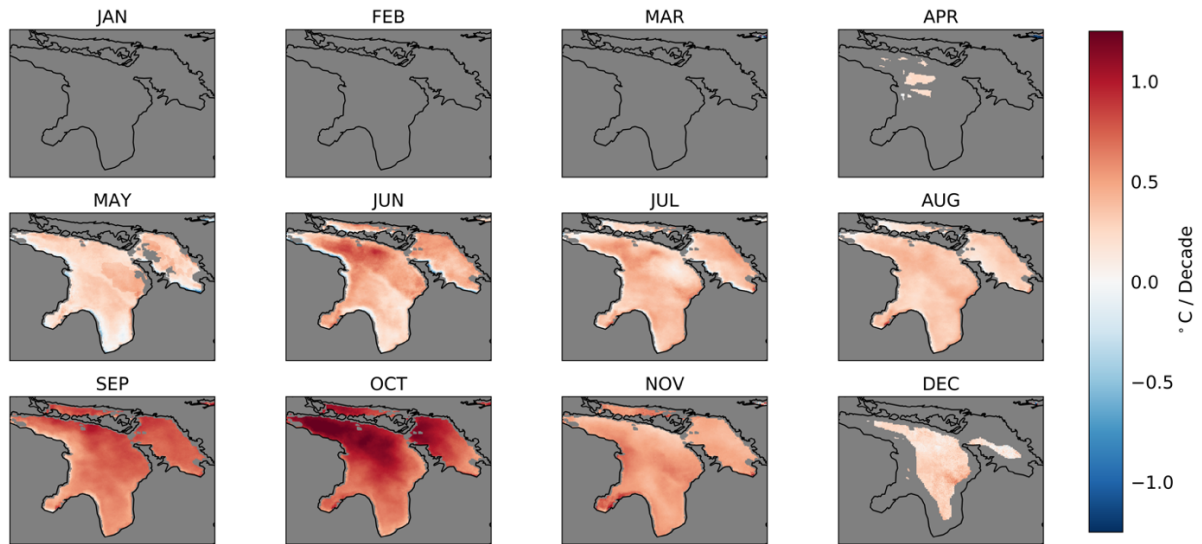 JAN FEB MAR APR
MAY JUN JUL AUG
SEP OCT NOV DEC
1.0
0.5
0.0
−0.5
−1.0
°C / Decade